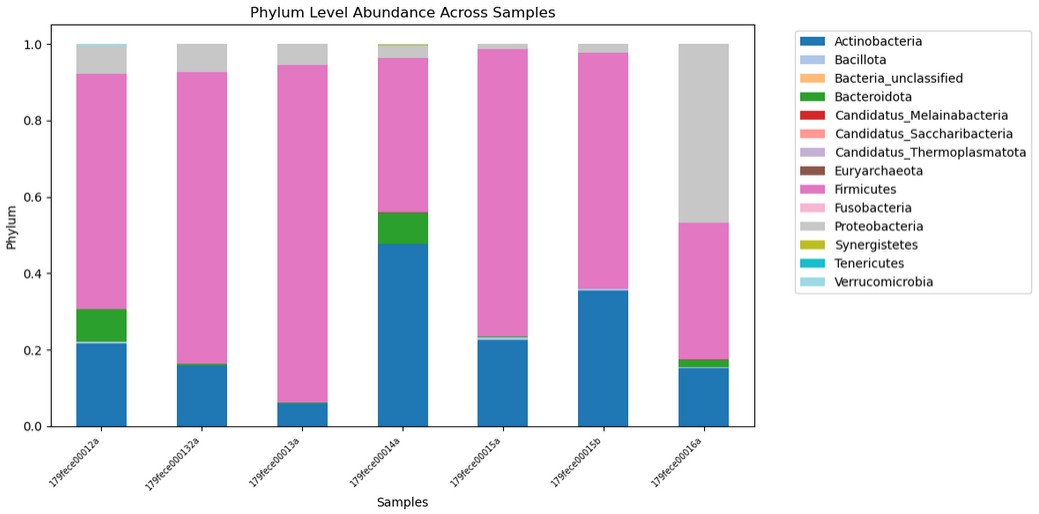 Phylum Level Abundance Across Samples
Phylum
1.0
0.8
0.6
0.4
0.2
0.0
179fece00012a
179fece000132a
179fece00013a
179fece00014a
179fece00015a
179fece00015b
179fece00016a
Samples
Actinobacteria
Bacillota
Bacteria_unclassified
Bacteroidota
Candidatus_Melainabacteria
Candidatus_Saccharibacteria
Candidatus_Thermoplasmatota
Euryarchaeota
Firmicutes
Fusobacteria
Proteobacteria
Synergistetes
Tenericutes
Verrucomicrobia